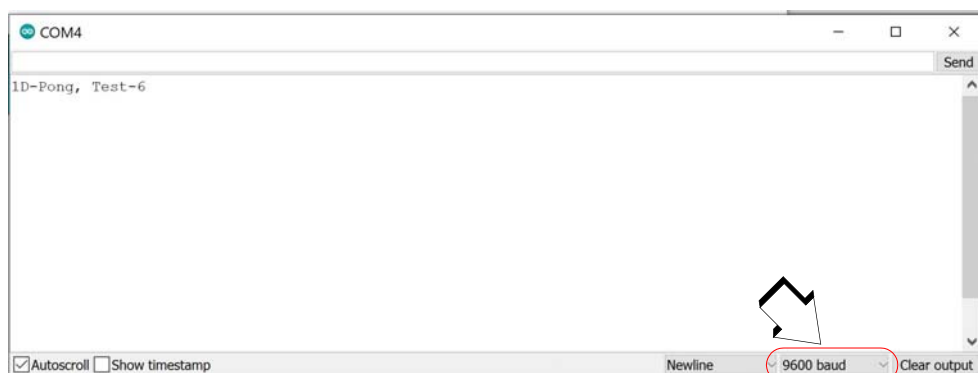 COM4
Send
1D-Pong, Test-6
Autoscroll Show timestamp Newline 9600 baud Clear output